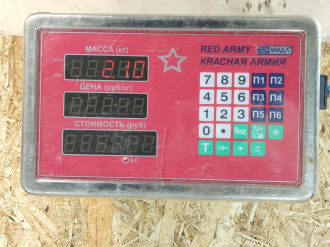 МАССА (кг)
2.10
RED ARMY МИДЛ
КРАСНАЯ АРМИЯ
ЦЕНА (руб/кг)
СТОИМОСТЬ (руб)
7 8 9 П1 П2
4 5 6 П3 П4
1 2 3 П5 П6
0 •
T + C
AC